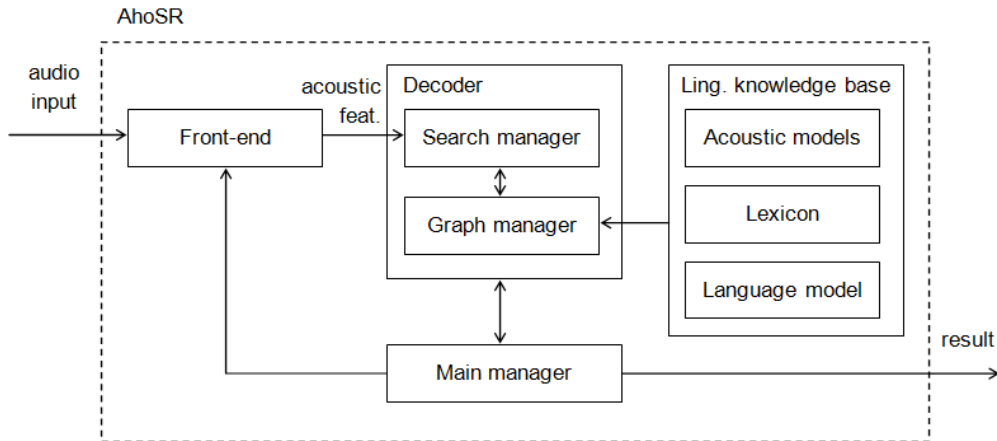 AhoSR
audio
input
Front-end
acoustic
feat.
Decoder
Search manager
Graph manager
Ling. knowledge base
Acoustic models
Lexicon
Language model
Main manager
result